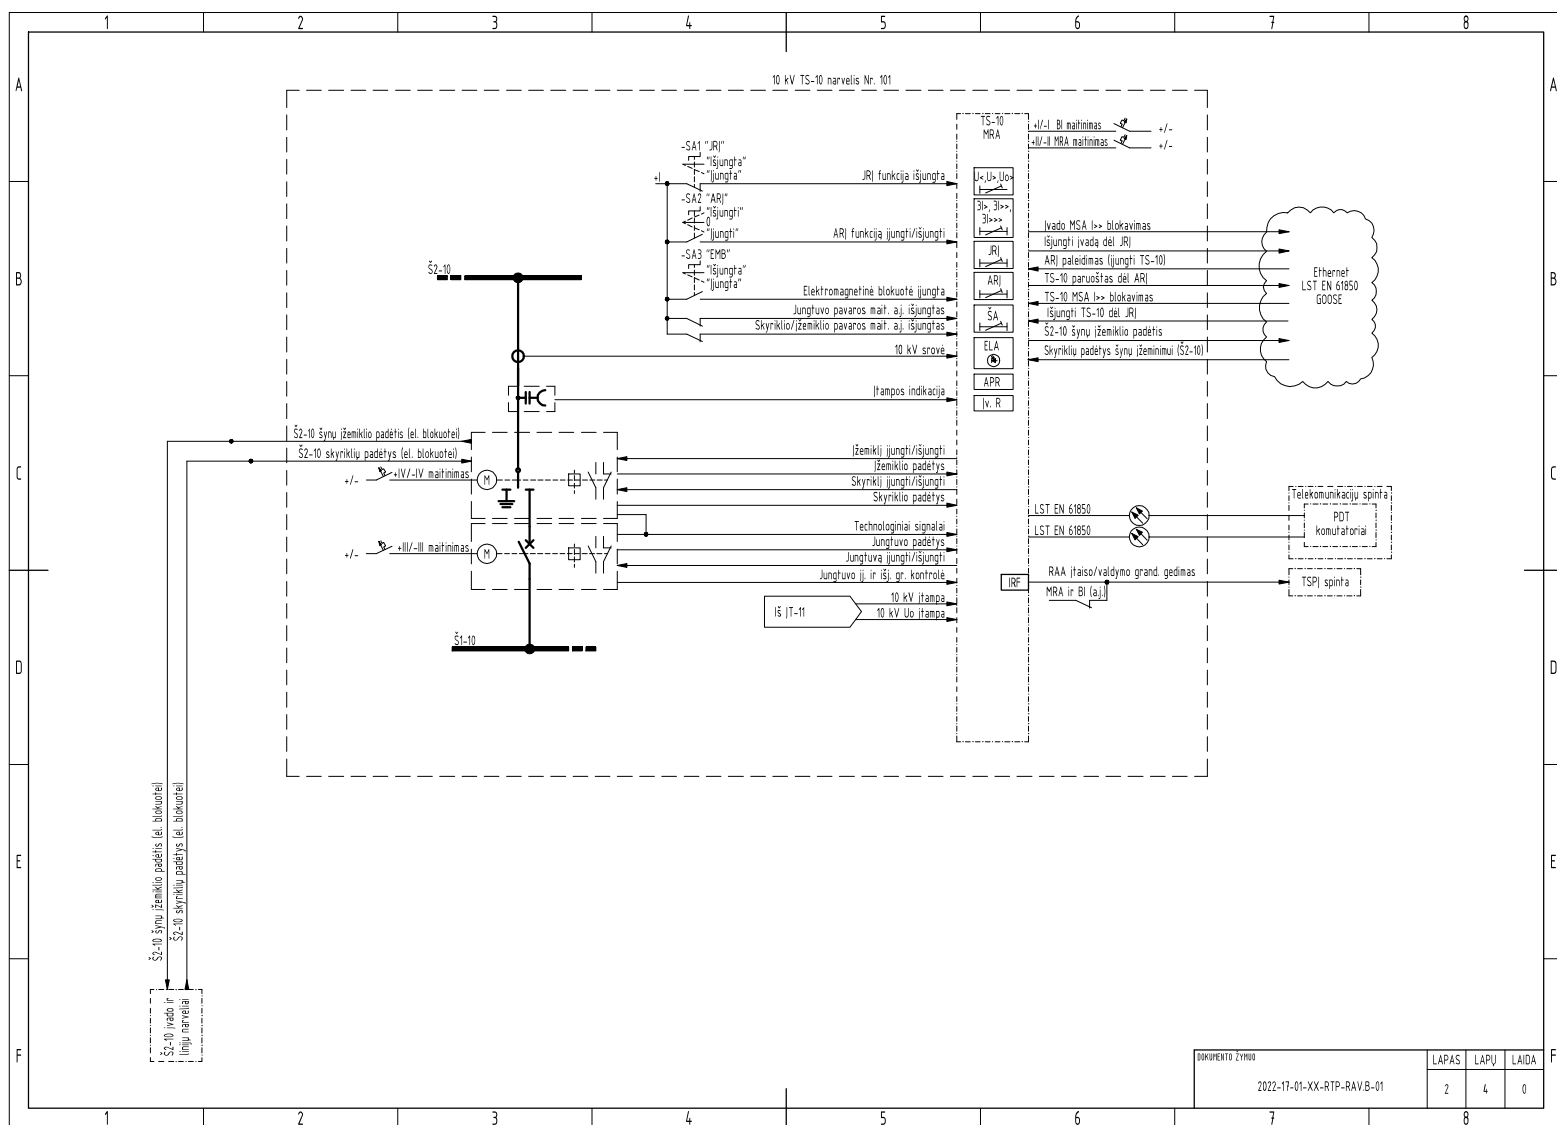 1 2 3 4 5 6 7 8
A A
B B
C C
D D
E E
F F
10 kV TS-10 narvelis Nr. 101
TS-10
MRA
+I/-I BI maitinimas
+/-
+II/-II MRA maitinimas
+/-
-SA1 "JRĮ"
"Išjungta"
"Įjungta"
+I
JRĮ funkcija išjungta
-SA2 "ARĮ"
"Išjungti"
0
"Įjungti"
ARĮ funkciją įjungti/išjungti
-SA3 "EMB"
"Išjungta"
"Įjungta"
Elektromagnetinė blokuotė įjungta
Jungtuvo pavaros mait. a.j. išjungtas
Skyriklio/įžemiklio pavaros mait. a.j. išjungtas
10 kV srovė
Įtampos indikacija
U<,U>,Uo>
3I>, 3I>>,
3I>>>
JRĮ
ARĮ
ŠA
ELA
APR
Įv. R
Įvado MSA I>> blokavimas
Išjungti įvadą dėl JRĮ
ARĮ paleidimas (įjungti TS-10)
TS-10 paruoštas dėl ARĮ
TS-10 MSA I>> blokavimas
Išjungti TS-10 dėl JRĮ
Š2-10 šynų įžemiklio padėtis
Skyriklių padėtys šynų įžeminimui (Š2-10)
Ethernet
LST EN 61850
GOOSE
Š2-10
Š2-10 šynų įžemiklio padėtis (el. blokuotei)
Š2-10 skyriklių padėtys (el. blokuotei)
+/-
+IV/-IV maitinimas
M
+/-
+III/-III maitinimas
M
Įžemiklį įjungti/išjungti
Įžemiklio padėtys
Skyriklį įjungti/išjungti
Skyriklio padėtys
Technologiniai signalai
Jungtuvo padėtys
Jungtuvą įjungti/išjungti
Jungtuvo įj. ir išj. gr. kontrolė
Iš ĮT-11
10 kV įtampa
10 kV Uo įtampa
Š1-10
LST EN 61850
LST EN 61850
Telekomunikacijų spinta
PDT
komutatoriai
IRF
RAA įtaiso/valdymo grand. gedimas
MRA ir BI (a.j.)
TSPĮ spinta
Š2-10 šynų įžemiklio padėtis (el. blokuotei)
Š2-10 skyriklių padėtys (el. blokuotei)
Š2-10 įvado ir
linijų narveliai
DOKUMENTO ŽYMUO
2022-17-01-XX-RTP-RAV.B-01
LAPAS LAPŲ LAIDA
2 4 0
1 2 3 4 5 6 7 8